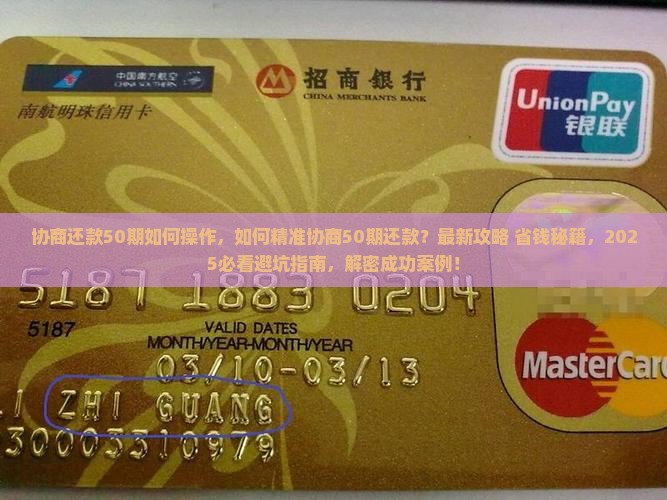 中国南方航空
CHINA SOUTHERN
招商银行
CHINA MERCHANTS BANK
UnionPay
银联
南航明珠信用卡
协商还款50期如何操作，如何精准协商50期还款？最新攻略 省钱秘籍，202
5必看避坑指南，解密成功案例！
5187 1883 0204
5187
VALID DATES
MONTH/YEAR-MONTH/YEAR
03/10-03/13
MasterCard
LI ZHI GUANG
30003310979